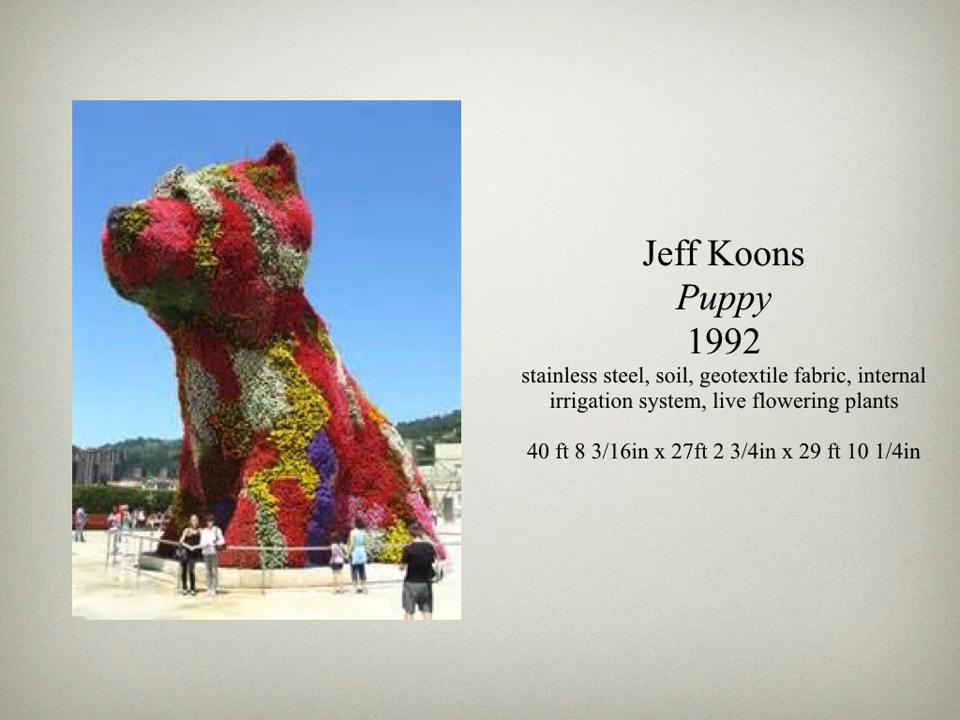 Jeff Koons
Puppy
1992
stainless steel, soil, geotextile fabric, internal
irrigation system, live flowering plants
40 ft 8 3/16in x 27ft 2 3/4in x 29 ft 10 1/4in